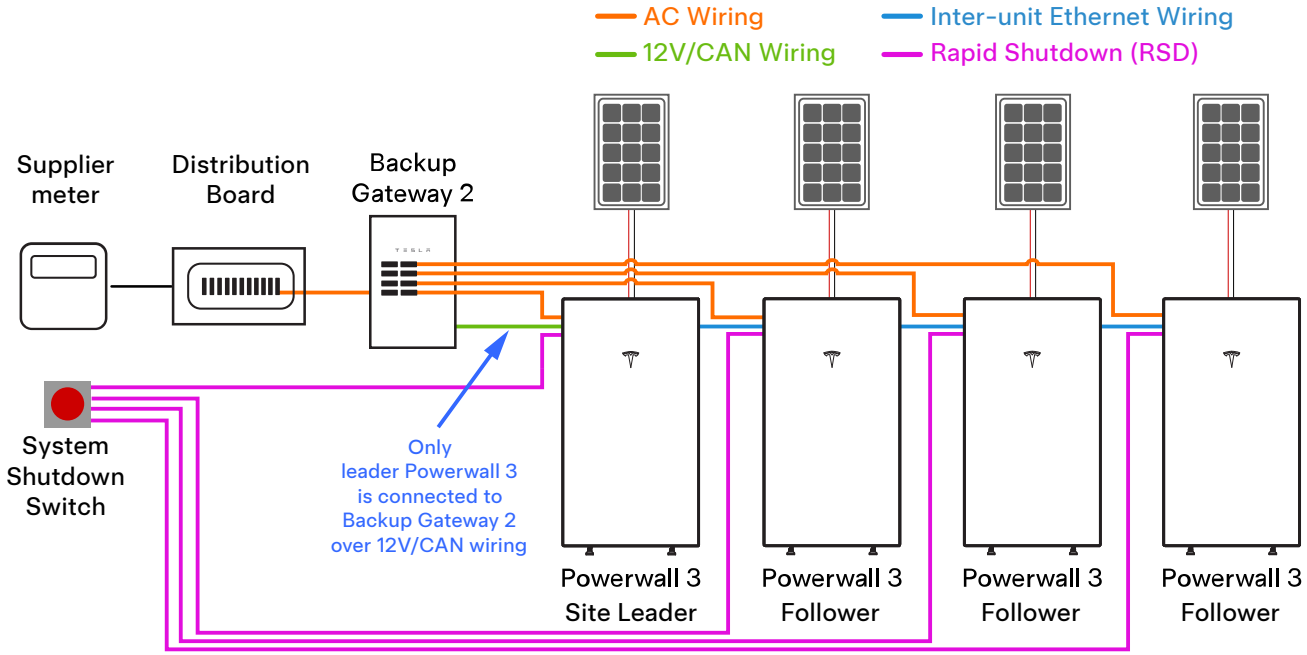 AC Wiring
Inter-unit Ethernet Wiring
12V/CAN Wiring
Rapid Shutdown (RSD)
Supplier
meter
Distribution
Board
Backup
Gateway 2
TESLA
System
Shutdown
Switch
Only
leader Powerwall 3
is connected to
Backup Gateway 2
over 12V/CAN wiring
Powerwall 3
Site Leader
Powerwall 3
Follower
Powerwall 3
Follower
Powerwall 3
Follower